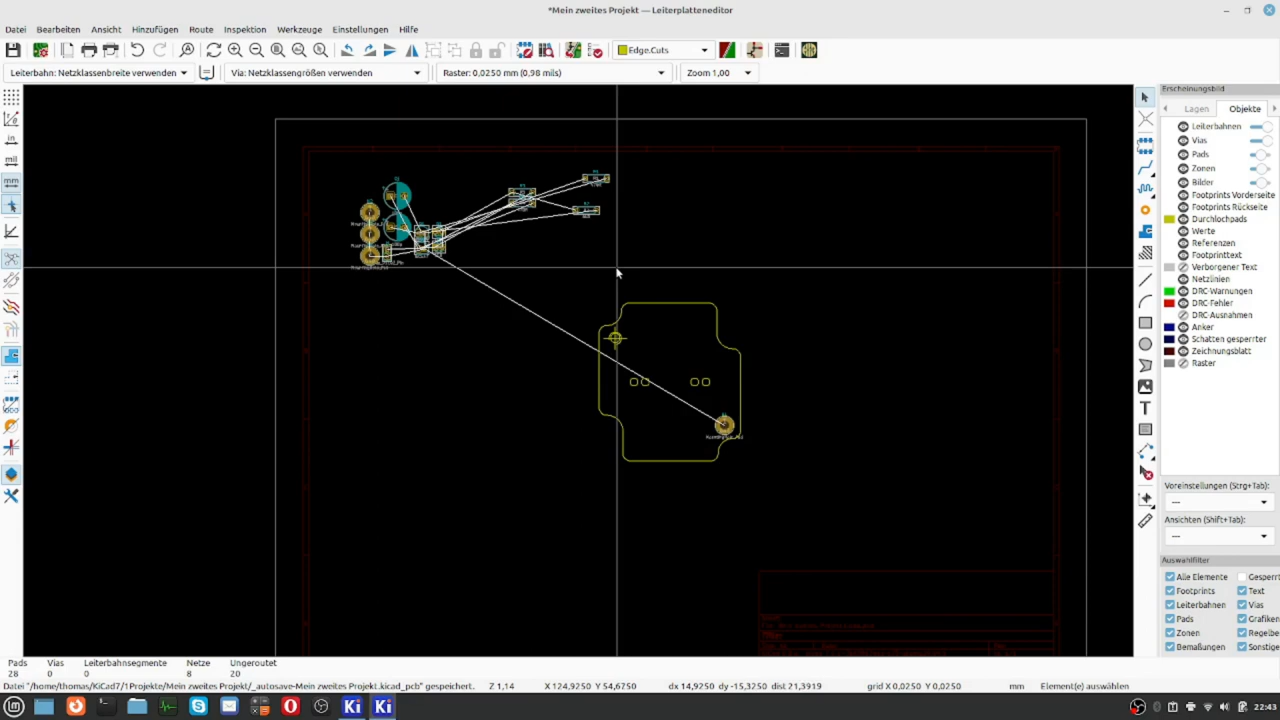 *Mein zweites Projekt — Leiterplatteneditor
Datei Bearbeiten Ansicht Hinzufügen Route Inspektion Werkzeuge Einstellungen Hilfe
Edge.Cuts
Leiterbahn: Netzklassenbreite verwenden Via: Netzklassengrößen verwenden Raster: 0,0250 mm (0,98 mils) Zoom 1,00
in
mil
mm
Erscheinungsbild
Lagen Objekte
Leiterbahnen
Vias
Pads
Zonen
Bilder
Footprints Vorderseite
Footprints Rückseite
Durchlochpads
Werte
Referenzen
Footprinttext
Verborgener Text
Netzlinien
DRC-Warnungen
DRC-Fehler
DRC-Ausnahmen
Anker
Schatten gesperrter
Zeichnungsblatt
Raster
Voreinstellungen (Strg+Tab):
---
Ansichten (Shift+Tab):
---
Auswahlfilter
Alle Elemente Gesperrt
Footprints Text
Leiterbahnen Vias
Pads Grafiken
Zonen Regelbe
Bemaßungen Sonstige
Pads Vias Leiterbahnsegmente Netze Ungeroutet
28 0 0 8 20
Datei "/home/thomas/KiCad7/1Projekte/Mein zweites Projekt/_autosave-Mein zweites Projekt.kicad_pcb" gespeichert. Z 1,14 X 124,9250 Y 54,6750 dx 14,9250 dy -15,3250 dist 21,3919 grid X 0,0250 Y 0,0250 mm Element(e) auswählen
22:43